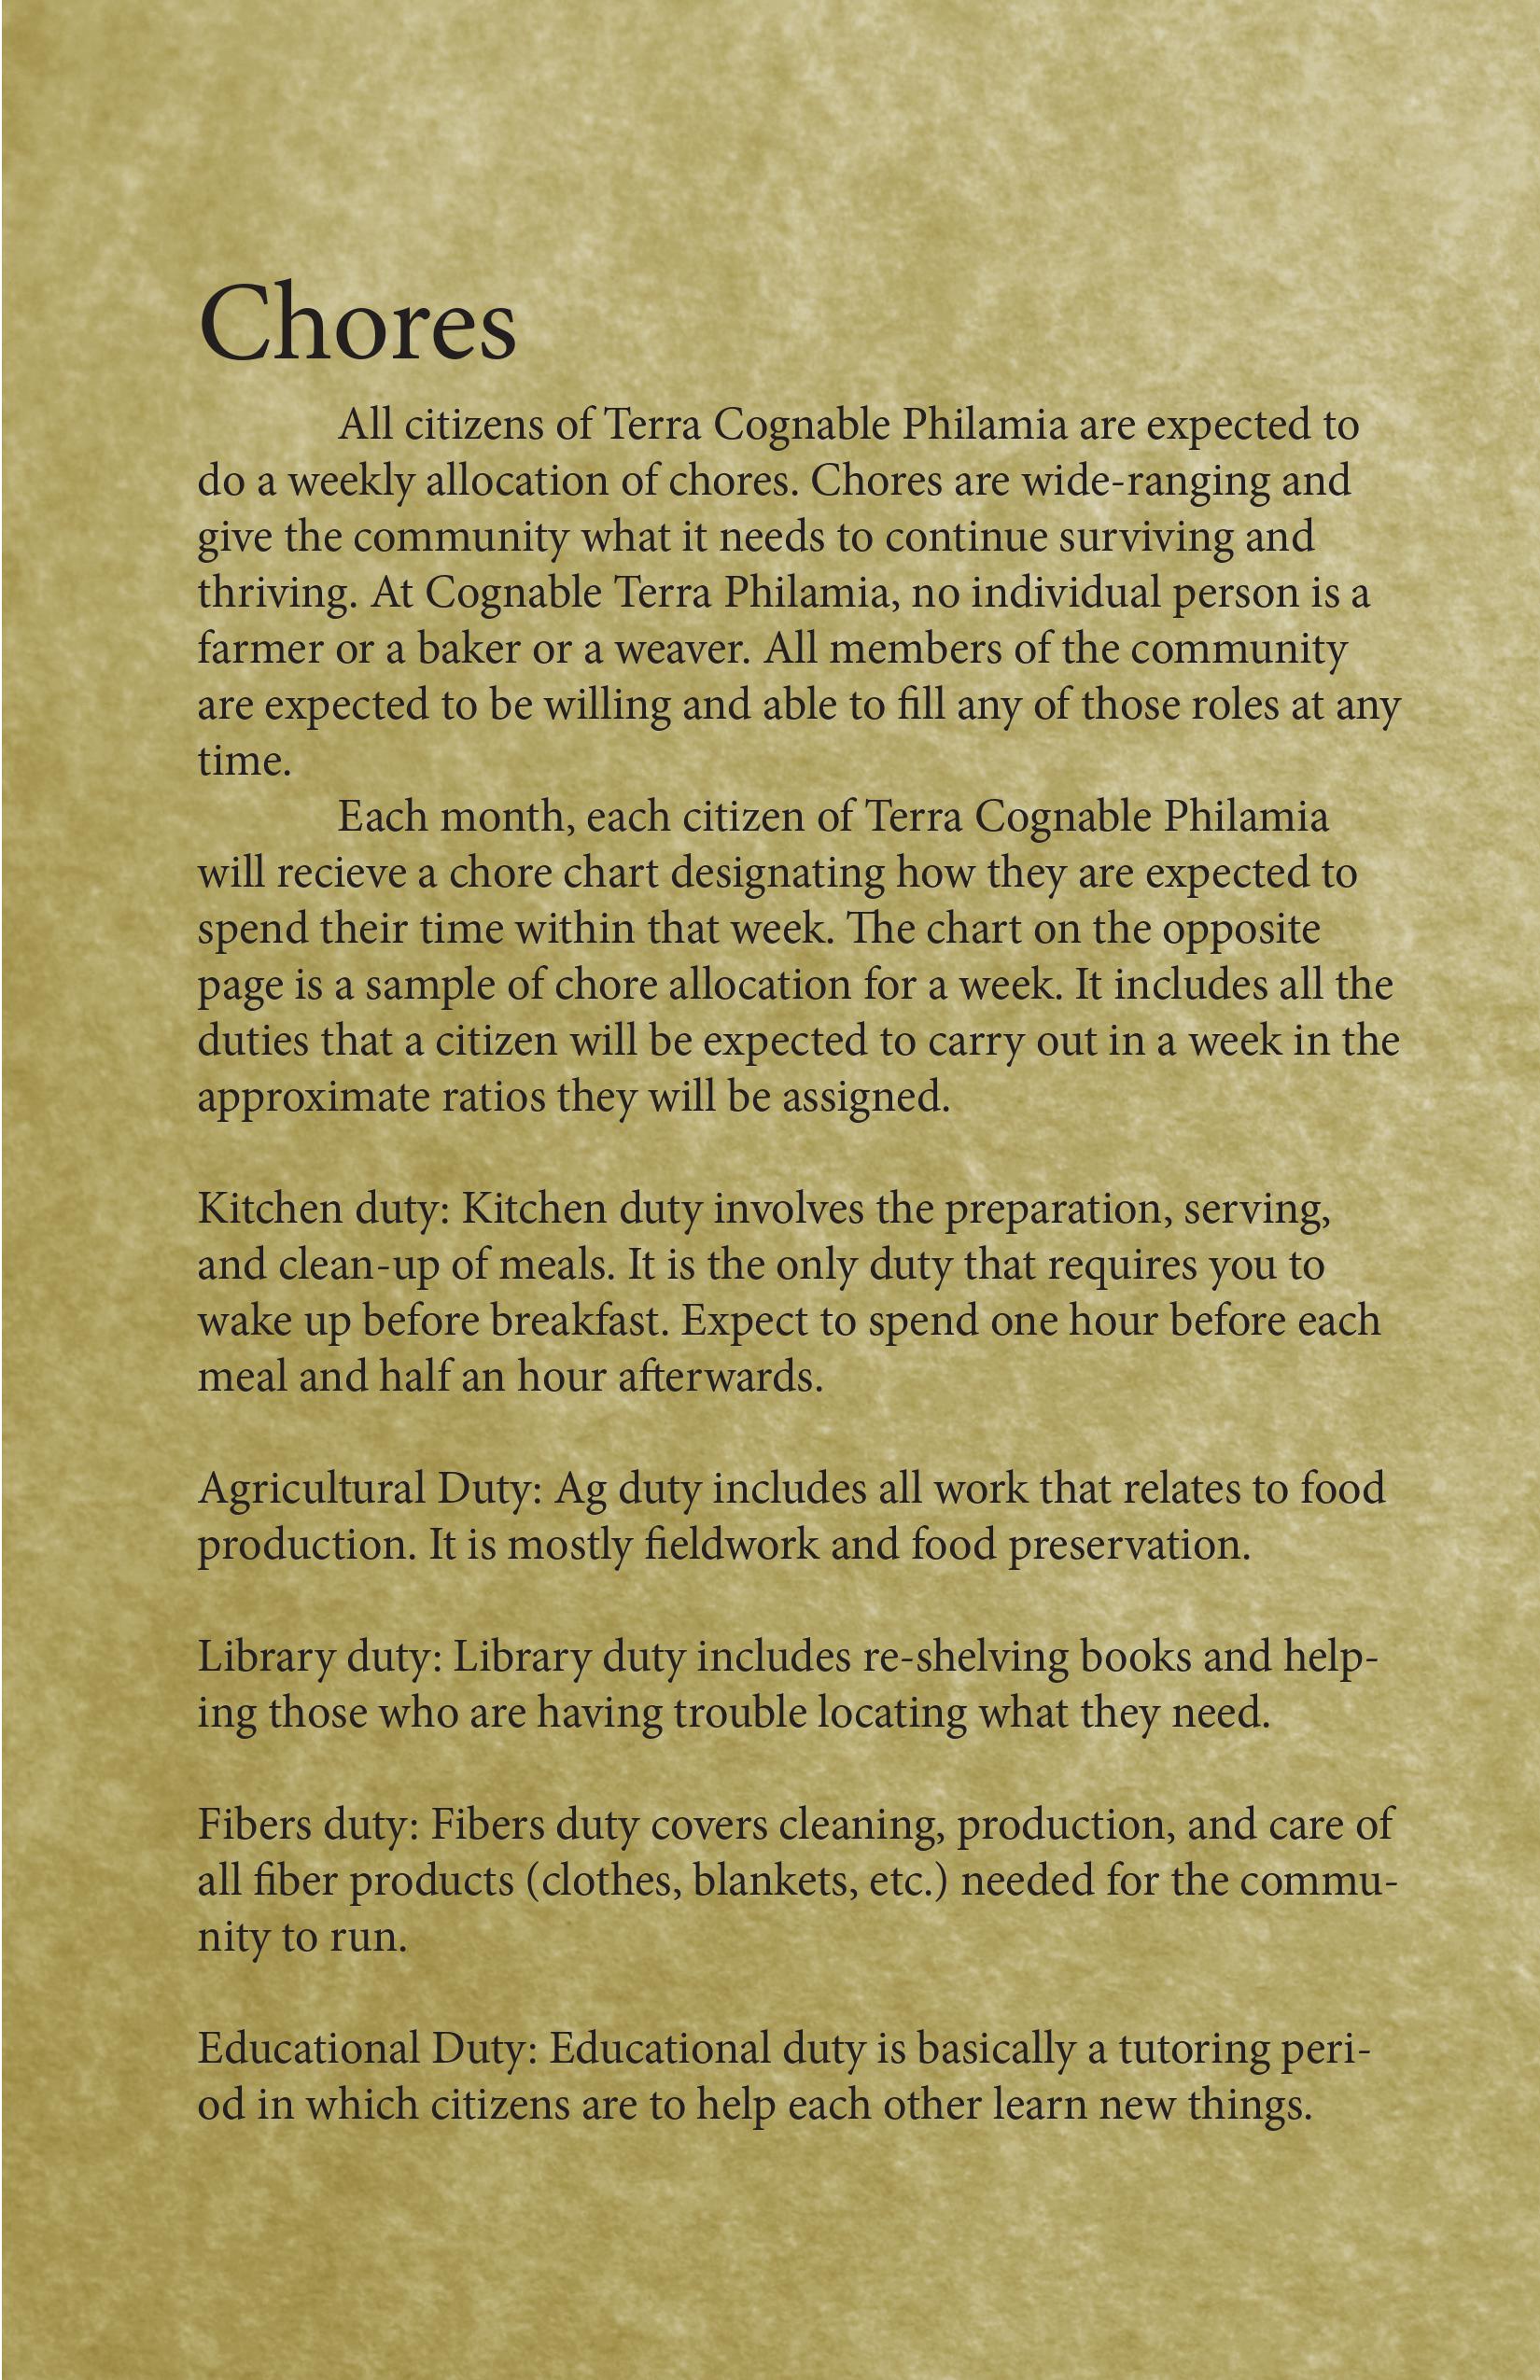 Chores
All citizens of Terra Cognable Philamia are expected to
do a weekly allocation of chores. Chores are wide-ranging and
give the community what it needs to continue surviving and
thriving. At Cognable Terra Philamia, no individual person is a
farmer or a baker or a weaver. All members of the community
are expected to be willing and able to fill any of those roles at any
time.
Each month, each citizen of Terra Cognable Philamia
will recieve a chore chart designating how they are expected to
spend their time within that week. The chart on the opposite
page is a sample of chore allocation for a week. It includes all the
duties that a citizen will be expected to carry out in a week in the
approximate ratios they will be assigned.
Kitchen duty: Kitchen duty involves the preparation, serving,
and clean-up of meals. It is the only duty that requires you to
wake up before breakfast. Expect to spend one hour before each
meal and half an hour afterwards.
Agricultural Duty: Ag duty includes all work that relates to food
production. It is mostly fieldwork and food preservation.
Library duty: Library duty includes re-shelving books and help-
ing those who are having trouble locating what they need.
Fibers duty: Fibers duty covers cleaning, production, and care of
all fiber products (clothes, blankets, etc.) needed for the commu-
nity to run.
Educational Duty: Educational duty is basically a tutoring peri-
od in which citizens are to help each other learn new things.